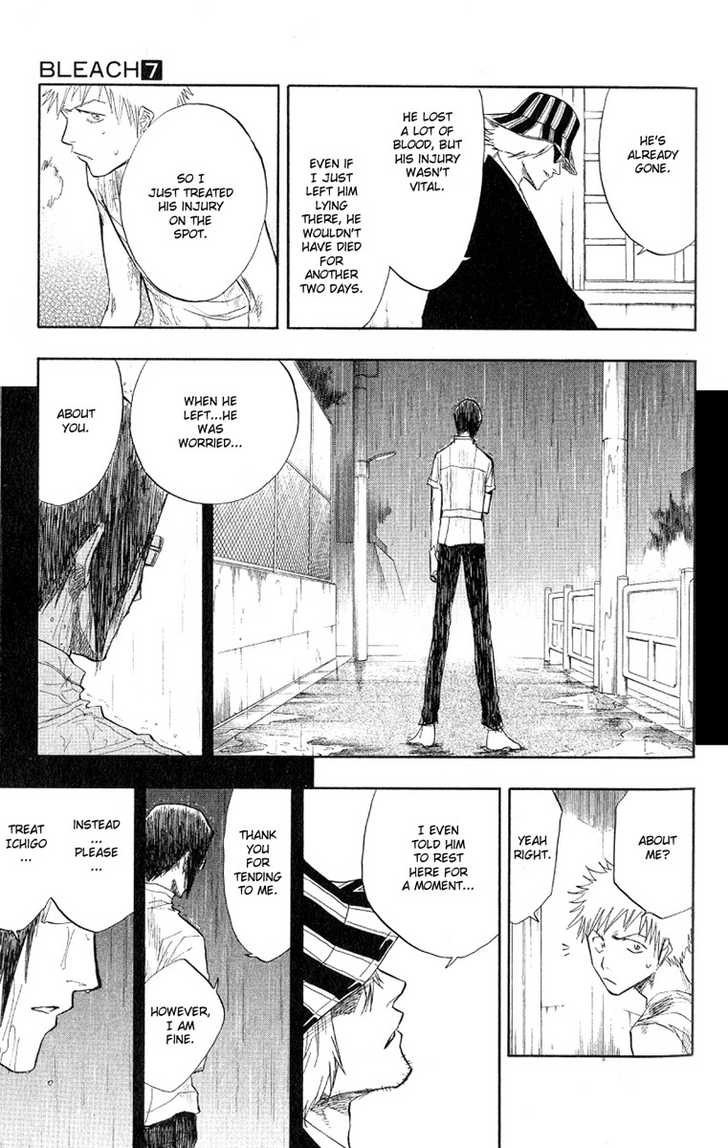 BLEACH 7
HE'S
ALREADY
GONE.
HE LOST
A LOT OF
BLOOD, BUT
HIS INJURY
WASN'T
VITAL.
EVEN IF
I JUST
LEFT HIM
LYING
THERE, HE
WOULDN'T
HAVE DIED
FOR
ANOTHER
TWO DAYS.
SO I
JUST TREATED
HIS INJURY
ON THE
SPOT.
WHEN HE
LEFT...HE
WAS
WORRIED...
ABOUT
YOU.
ABOUT
ME?
YEAH
RIGHT.
I EVEN
TOLD HIM
TO REST
HERE FOR
A MOMENT...
THANK
YOU FOR
TENDING
TO ME.
HOWEVER,
I AM
FINE.
INSTEAD
...
PLEASE
...
TREAT
ICHIGO
...